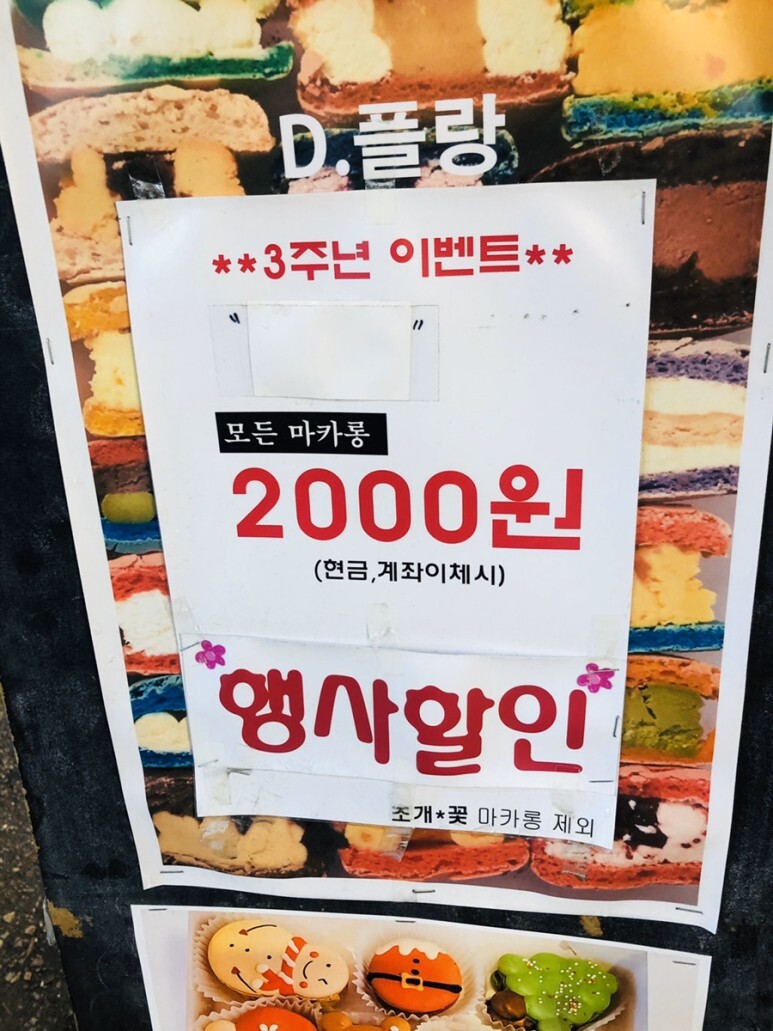 D.플랑
**3주년 이벤트**
" "
모든 마카롱
2000원
(현금,계좌이체시)
행사할인
조개*꽃 마카롱 제외